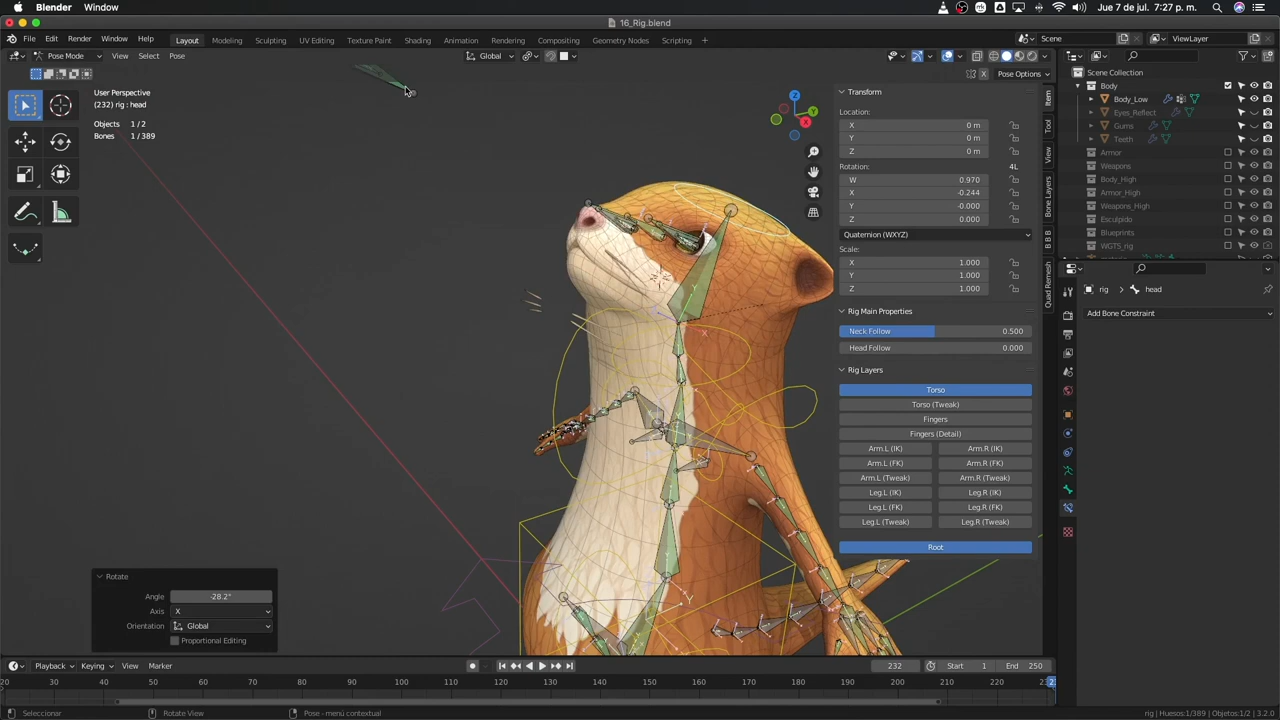 Blender Window
Jue 7 de jul. 7:27 p. m.
16_Rig.blend
File Edit Render Window Help
Layout Modeling Sculpting UV Editing Texture Paint Shading Animation Rendering Compositing Geometry Nodes Scripting +
Scene
ViewLayer
Pose Mode View Select Pose
Global
X Pose Options
User Perspective
(232) rig : head
Objects 1/2
Bones 1/389
Z
Y
X
Transform
Location:
X 0 m
Y 0 m
Z 0 m
Rotation: 4L
W 0.970
X -0.244
Y -0.000
Z 0.000
Quaternion (WXYZ)
Scale:
X 1.000
Y 1.000
Z 1.000
Rig Main Properties
Neck Follow 0.500
Head Follow 0.000
Rig Layers
Torso
Torso (Tweak)
Fingers
Fingers (Detail)
Arm.L (IK) Arm.R (IK)
Arm.L (FK) Arm.R (FK)
Arm.L (Tweak) Arm.R (Tweak)
Leg.L (IK) Leg.R (IK)
Leg.L (FK) Leg.R (FK)
Leg.L (Tweak) Leg.R (Tweak)
Root
Item
Tool
View
Bone Layers
B B B
Quad Remesh
Scene Collection
Body
Body_Low
Eyes_Reflect
Gums
Teeth
Armor
Weapons
Body_High
Armor_High
Weapons_High
Esculpido
Blueprints
WGTS_rig
rig head
Add Bone Constraint
Rotate
Angle -28.2°
Axis X
Orientation Global
Proportional Editing
Playback Keying View Marker
232 Start 1 End 250
20 10 20 30 40 50 60 70 80 90 100 110 120 130 140 150 160 170 180 190 200 210 220
Seleccionar Rotate View Pose - menú contextual
rig | Huesos:1/389 | Objetos:1/2 | 3.2.0